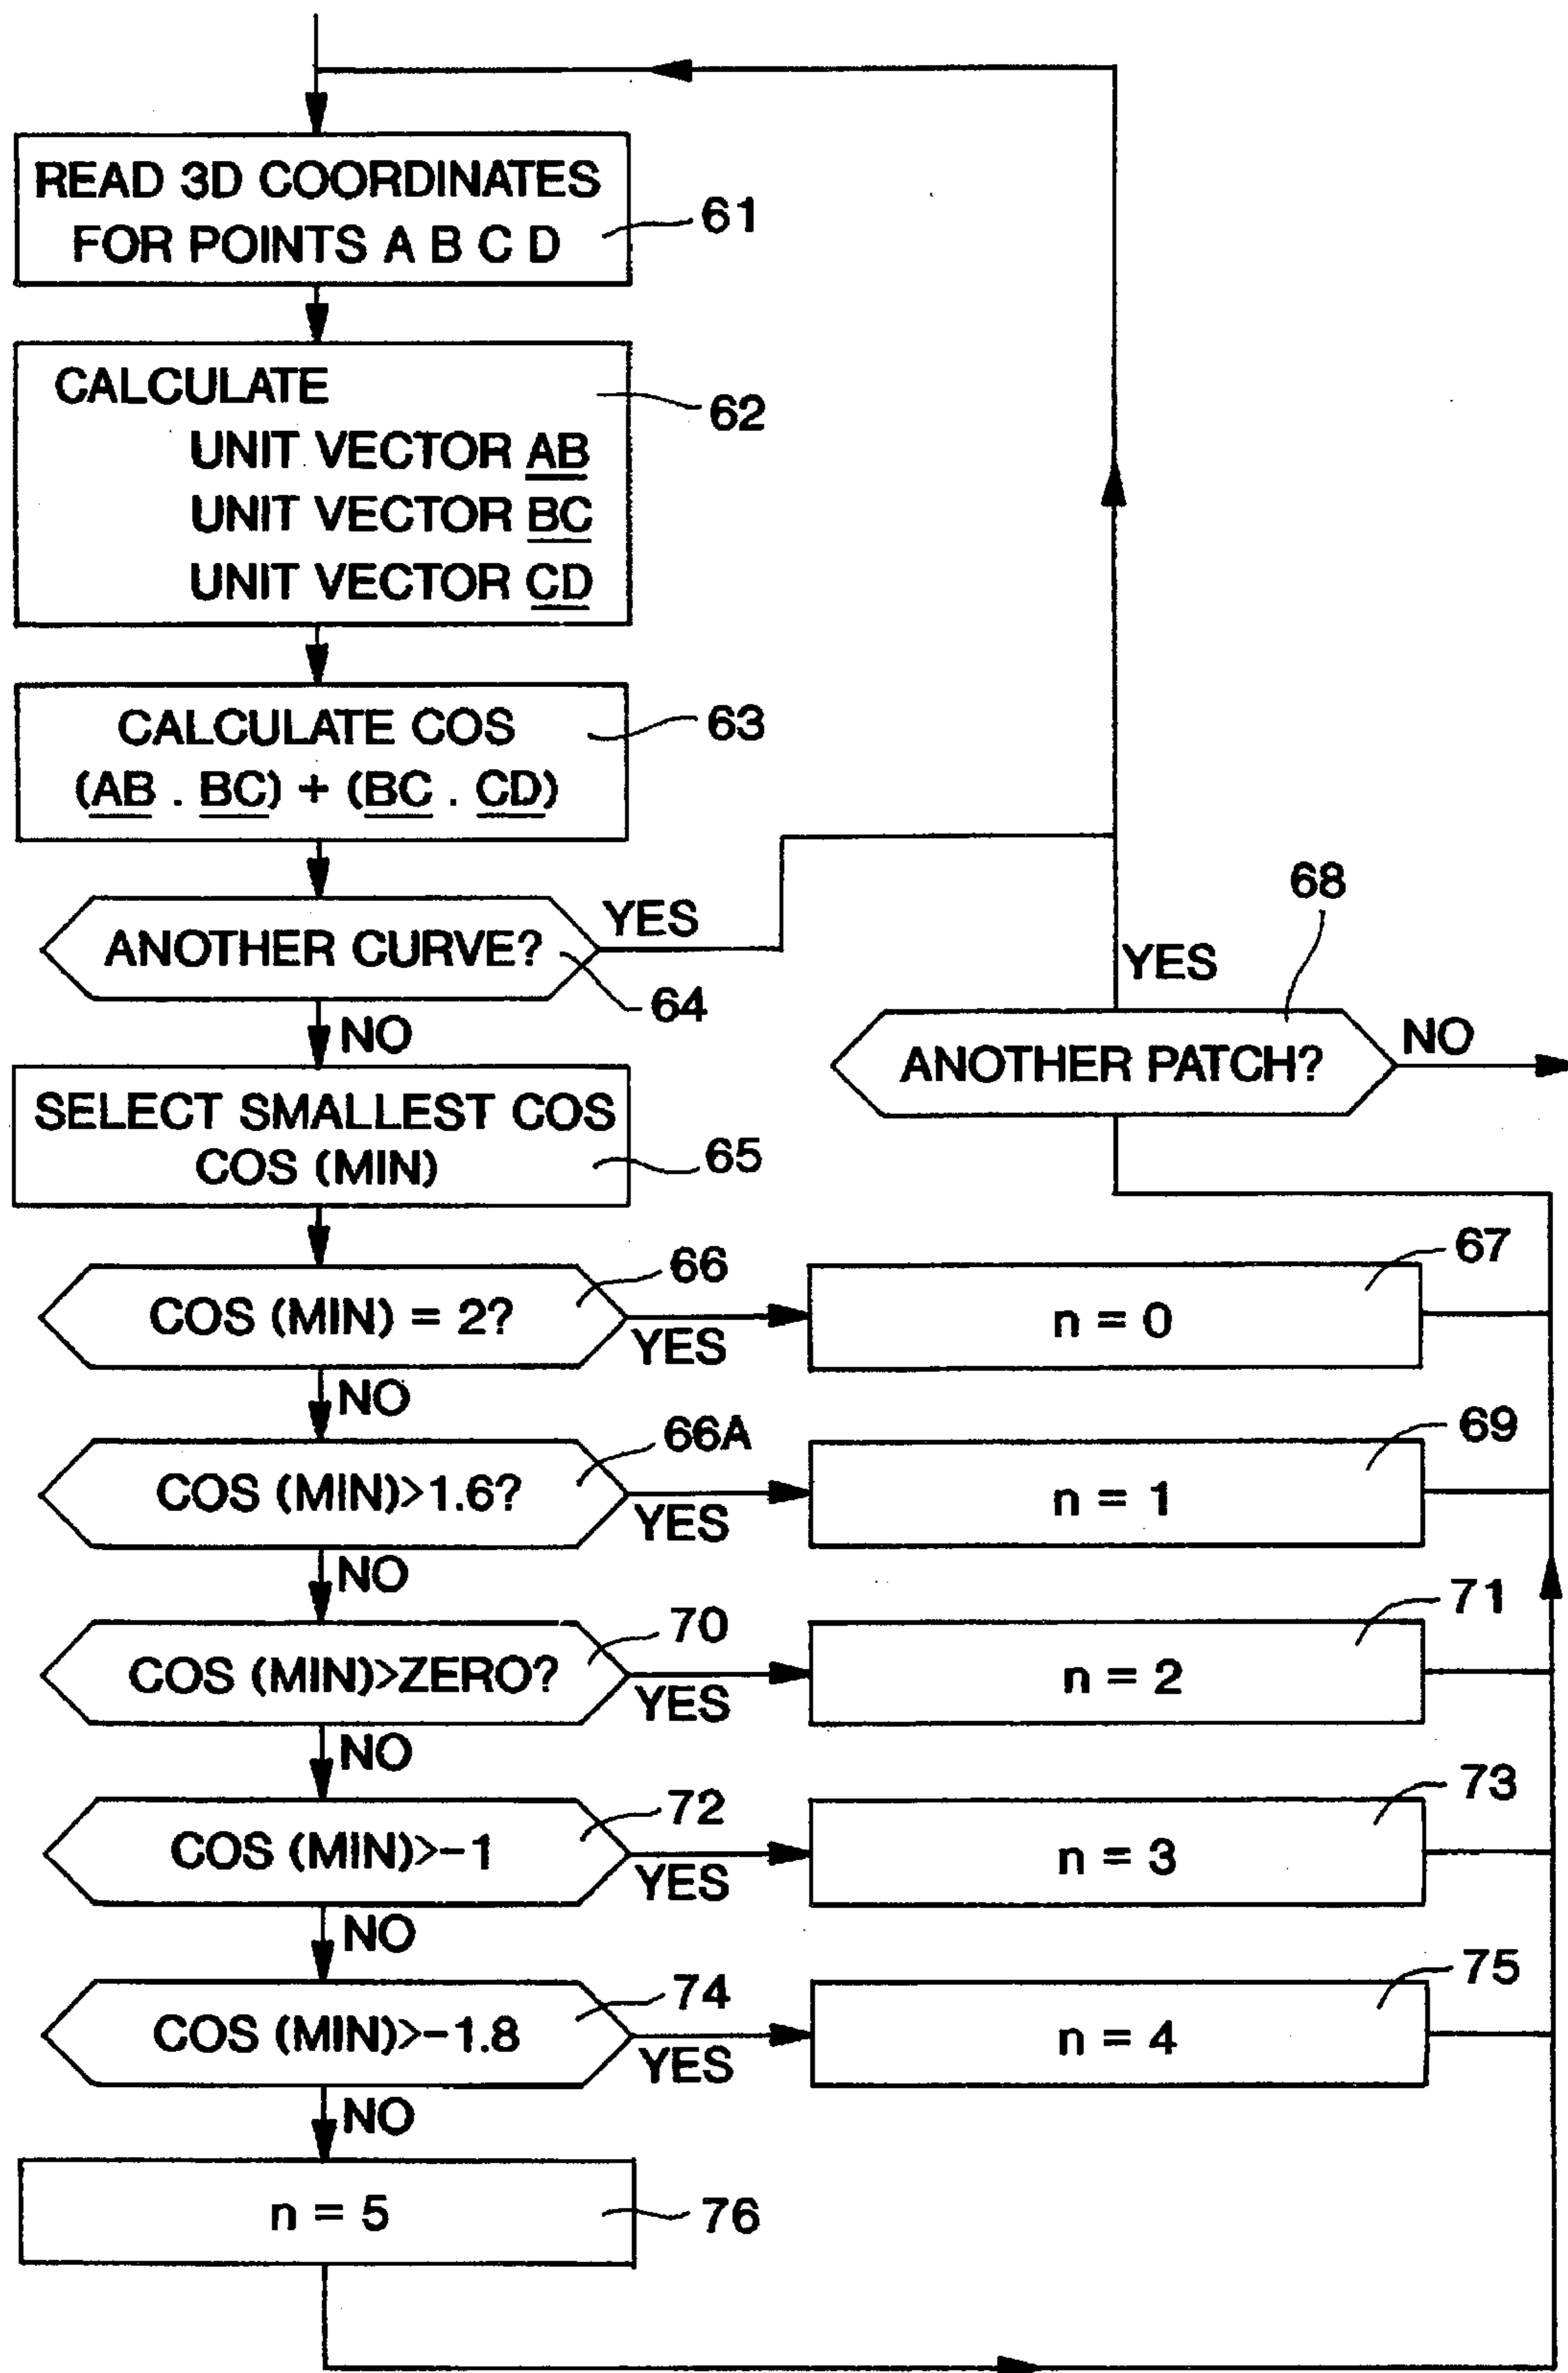 READ 3D COORDINATES
FOR POINTS A B C D
61
CALCULATE
62
UNIT VECTOR AB
UNIT VECTOR BC
UNIT VECTOR CD
CALCULATE COS
63
(AB . BC) + (BC . CD)
ANOTHER CURVE?
YES
64
NO
68
YES
ANOTHER PATCH?
NO
SELECT SMALLEST COS
COS (MIN)
65
COS (MIN) = 2?
66
YES
n = 0
67
NO
COS (MIN)>1.6?
66A
YES
n = 1
69
NO
COS (MIN)>ZERO?
70
YES
n = 2
71
NO
COS (MIN)>-1
72
YES
n = 3
73
NO
COS (MIN)>-1.8
74
YES
n = 4
75
NO
n = 5
76